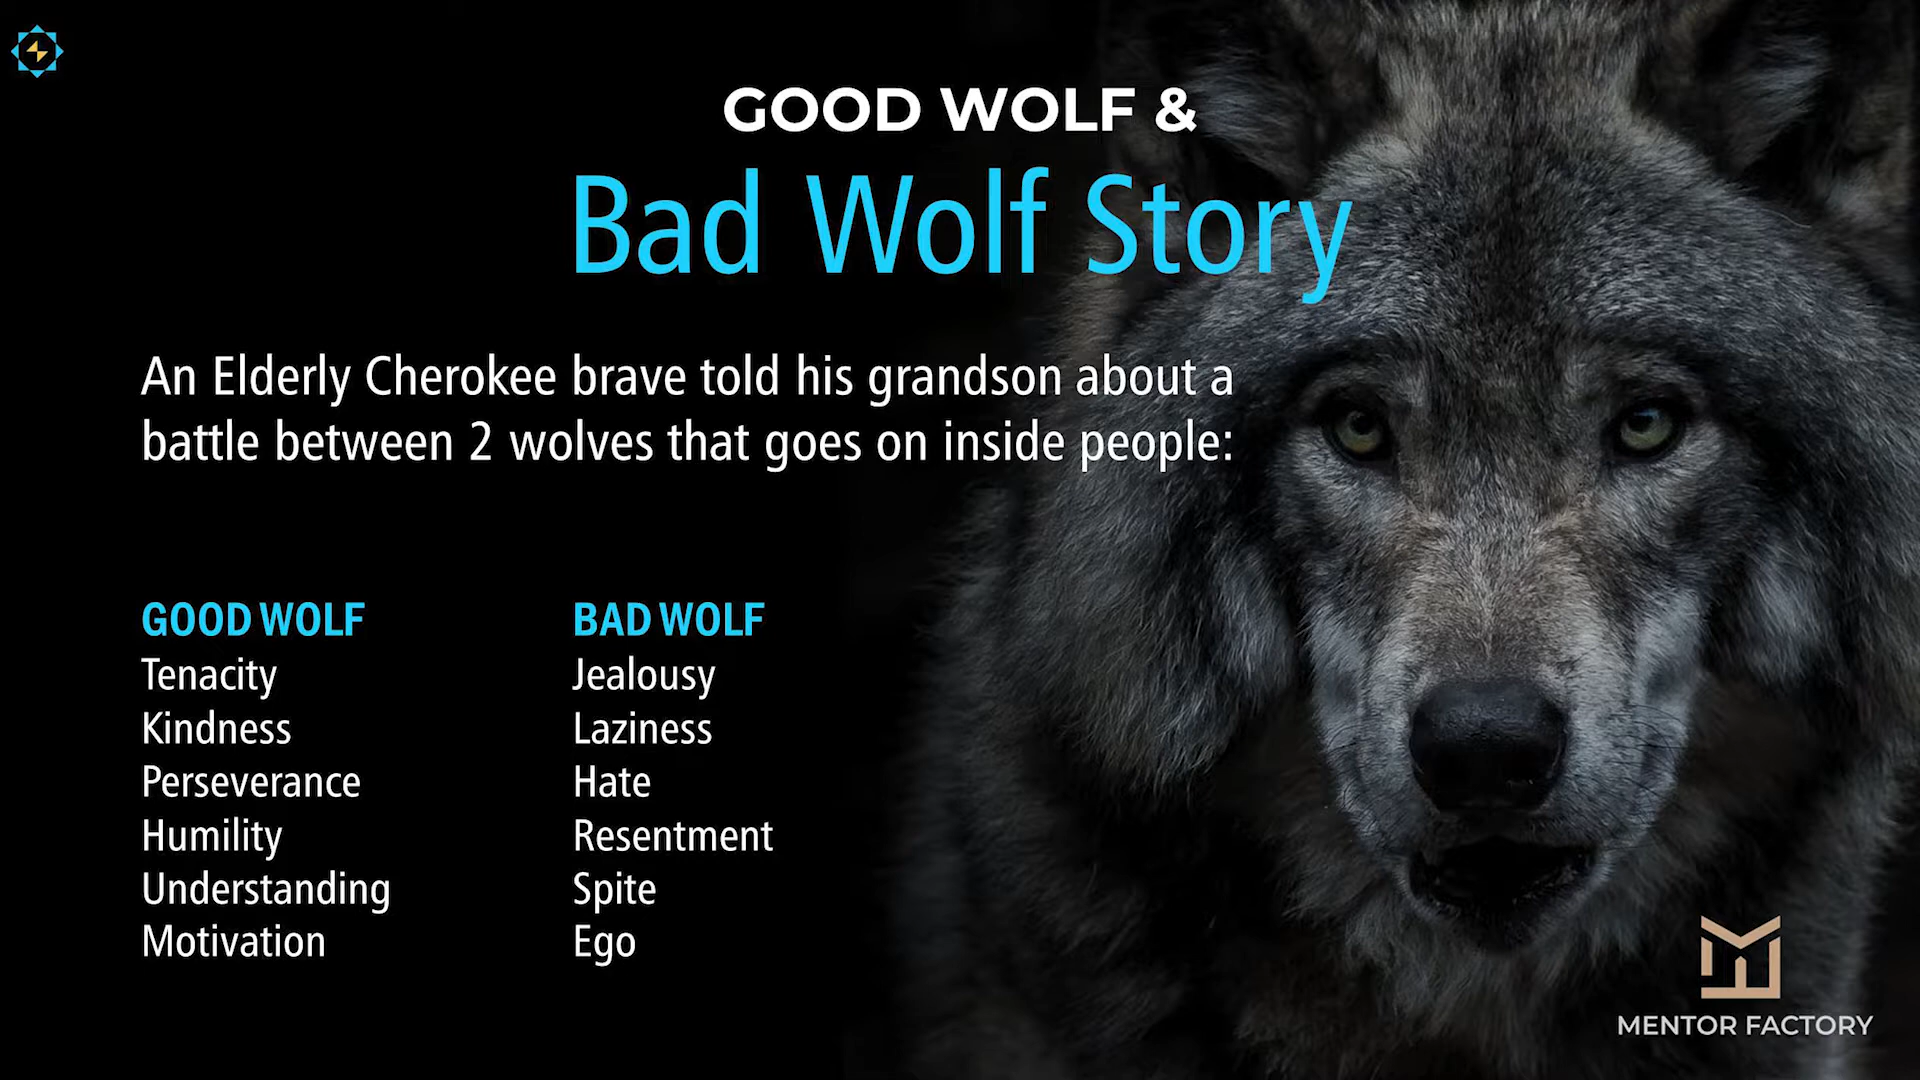 GOOD WOLF &
Bad Wolf Story
An Elderly Cherokee brave told his grandson about a
battle between 2 wolves that goes on inside people:
GOOD WOLF
Tenacity
Kindness
Perseverance
Humility
Understanding
Motivation
BAD WOLF
Jealousy
Laziness
Hate
Resentment
Spite
Ego
MENTOR FACTORY